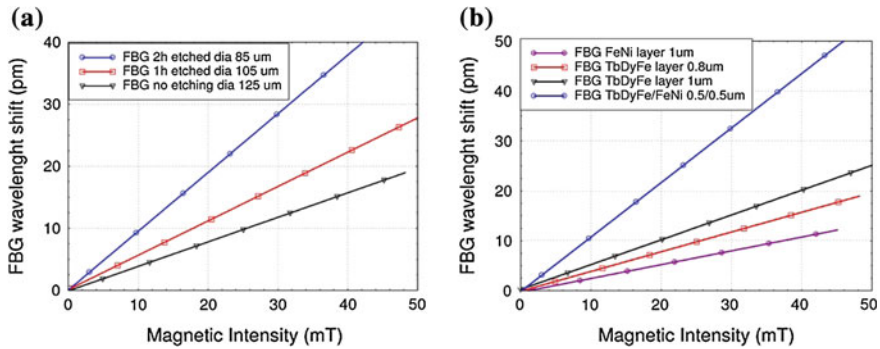 (a)
40
30
20
10
0
FBG wavelenght shift (pm)
FBG 2h etched dia 85 um
FBG 1h etched dia 105 um
FBG no etching dia 125 um
0 10 20 30 40 50
Magnetic Intensity (mT)
(b)
50
40
30
20
10
0
FBG wavelenght shift (pm)
FBG FeNi layer 1um
FBG TbDyFe layer 0.8um
FBG TbDyFe layer 1um
FBG TbDyFe/FeNi 0.5/0.5um
0 10 20 30 40 50
Magnetic Intensity (mT)